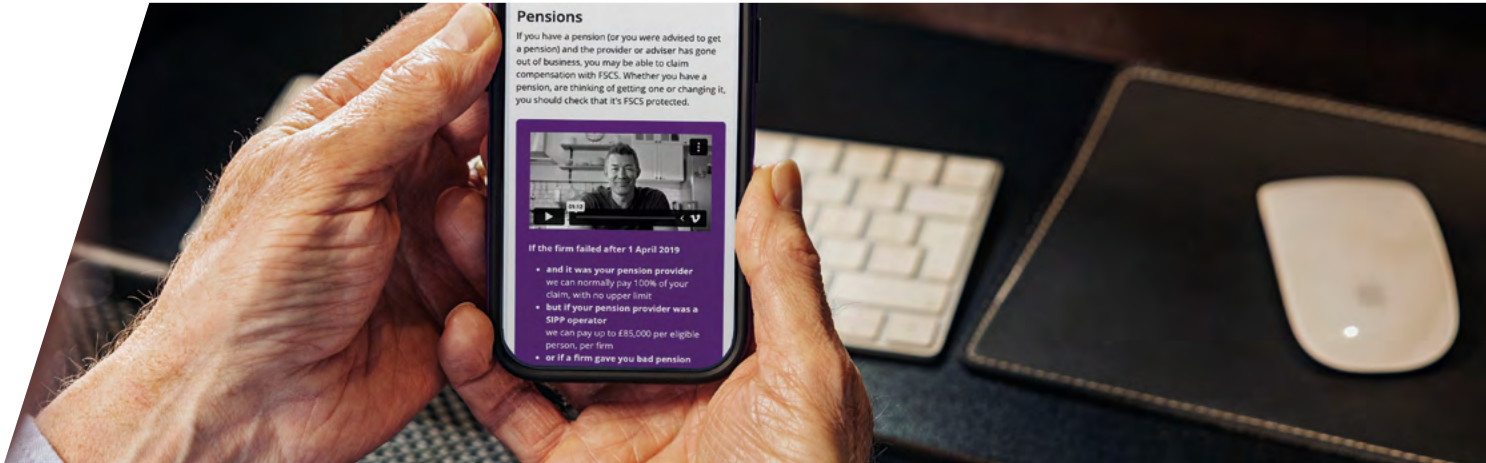 Pensions
If you have a pension (or you were advised to get
a pension) and the provider or adviser has gone
out of business, you may be able to claim
compensation with FSCS. Whether you have a
pension, are thinking of getting one or changing it,
you should check that it's FSCS protected.
01:12
If the firm failed after 1 April 2019
• and it was your pension provider
we can normally pay 100% of your
claim, with no upper limit
• but if your pension provider was a
SIPP operator
we can pay up to £85,000 per eligible
person, per firm
• or if a firm gave you bad pension